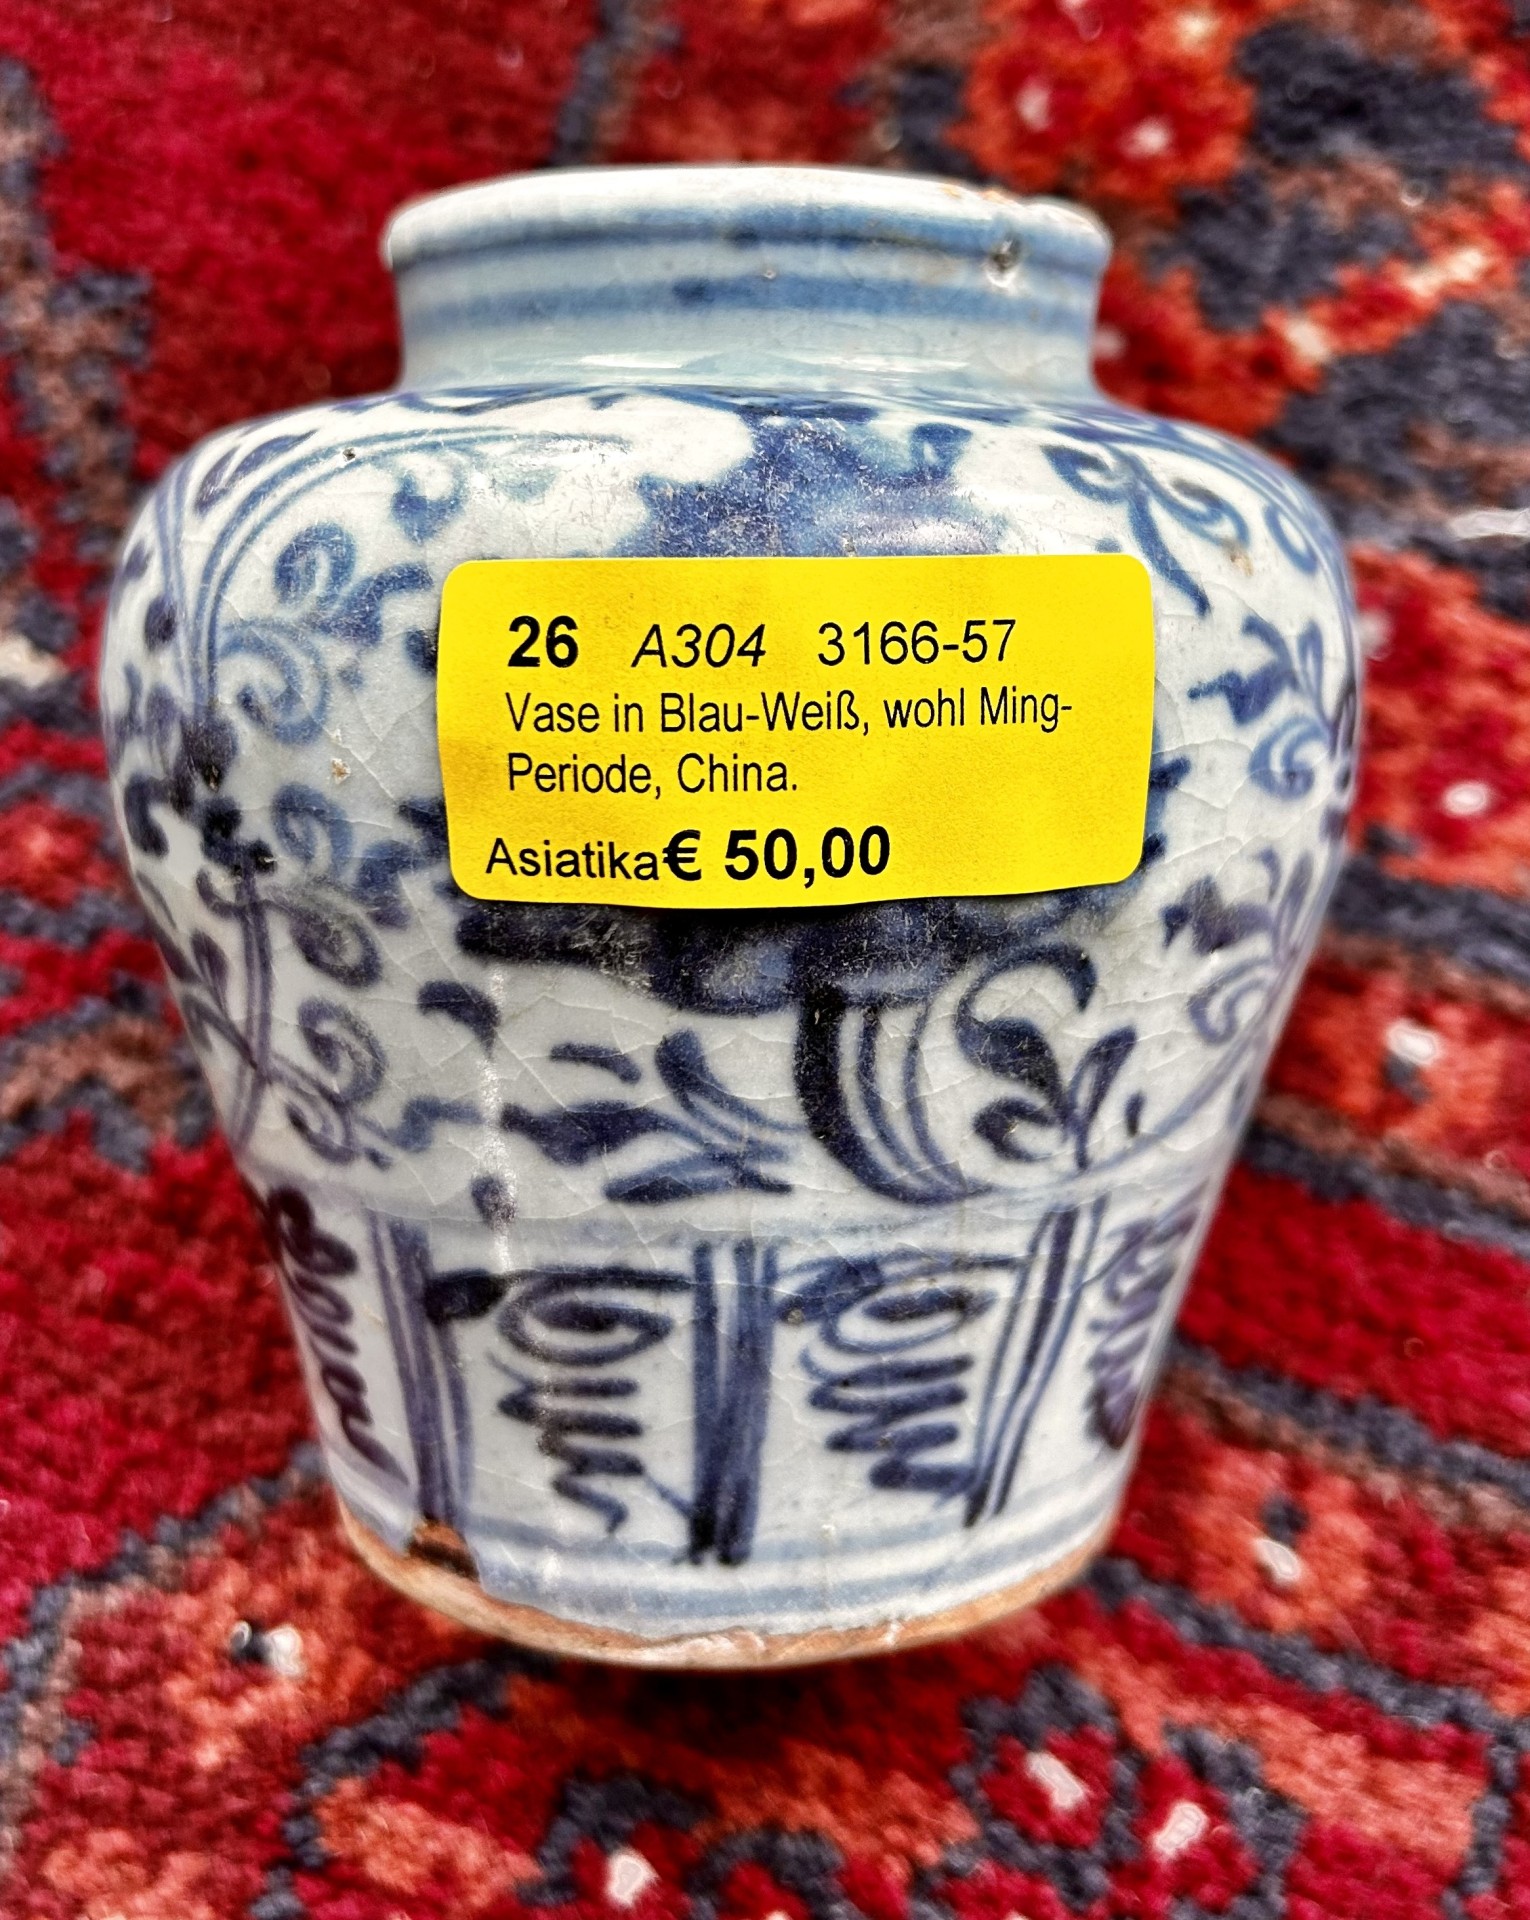 26 A304 3166-57
Vase in Blau-Weiß, wohl Ming-
Periode, China.
Asiatika€ 50,00